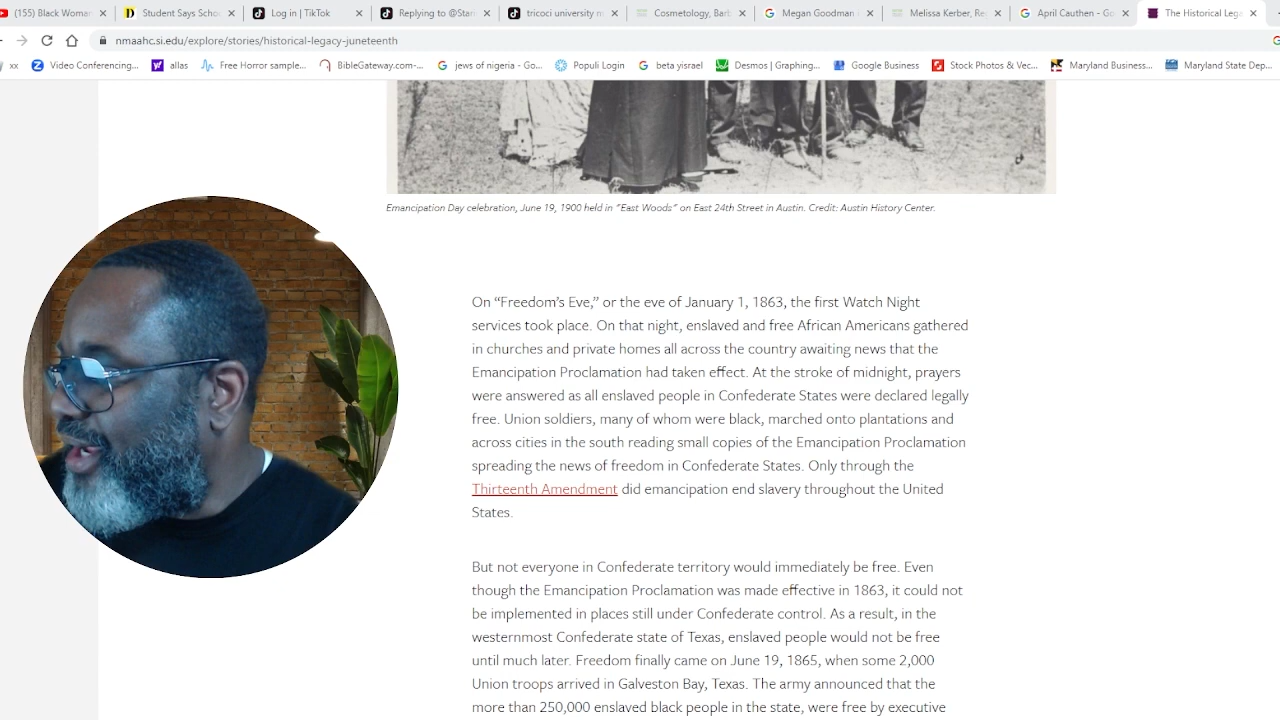 (155) Black Woman
Student Says Scho
Log in | TikTok
Replying to @Star
tricoci university
Cosmetology, Barb
Megan Goodman
Melissa Kerber, Re
April Cauthen - Go
The Historical Lega
nmaahc.si.edu/explore/stories/historical-legacy-juneteenth
xx
Video Conferencing...
allas
Free Horror sample...
BibleGateway.com-...
jews of nigeria - Go...
Populi Login
beta yisrael
Desmos | Graphing...
Google Business
Stock Photos & Vec...
Maryland Business...
Maryland State Dep...
Emancipation Day celebration, June 19, 1900 held in "East Woods" on East 24th Street in Austin. Credit: Austin History Center.
On “Freedom’s Eve,” or the eve of January 1, 1863, the first Watch Night
services took place. On that night, enslaved and free African Americans gathered
in churches and private homes all across the country awaiting news that the
Emancipation Proclamation had taken effect. At the stroke of midnight, prayers
were answered as all enslaved people in Confederate States were declared legally
free. Union soldiers, many of whom were black, marched onto plantations and
across cities in the south reading small copies of the Emancipation Proclamation
spreading the news of freedom in Confederate States. Only through the
Thirteenth Amendment did emancipation end slavery throughout the United
States.
But not everyone in Confederate territory would immediately be free. Even
though the Emancipation Proclamation was made effective in 1863, it could not
be implemented in places still under Confederate control. As a result, in the
westernmost Confederate state of Texas, enslaved people would not be free
until much later. Freedom finally came on June 19, 1865, when some 2,000
Union troops arrived in Galveston Bay, Texas. The army announced that the
more than 250,000 enslaved black people in the state, were free by executive